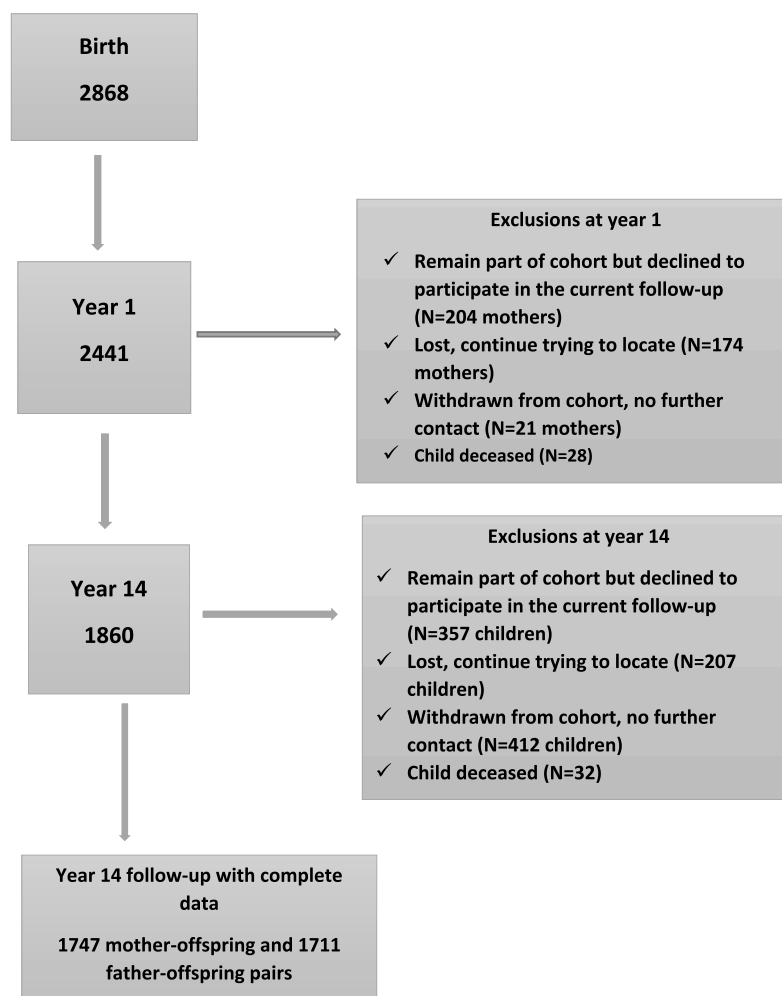 Birth
2868
Year 1
2441
Exclusions at year 1
✓ Remain part of cohort but declined to
participate in the current follow-up
(N=204 mothers)
✓ Lost, continue trying to locate (N=174
mothers)
✓ Withdrawn from cohort, no further
contact (N=21 mothers)
✓ Child deceased (N=28)
Year 14
1860
Exclusions at year 14
✓ Remain part of cohort but declined to
participate in the current follow-up
(N=357 children)
✓ Lost, continue trying to locate (N=207
children)
✓ Withdrawn from cohort, no further
contact (N=412 children)
✓ Child deceased (N=32)
Year 14 follow-up with complete
data
1747 mother-offspring and 1711
father-offspring pairs